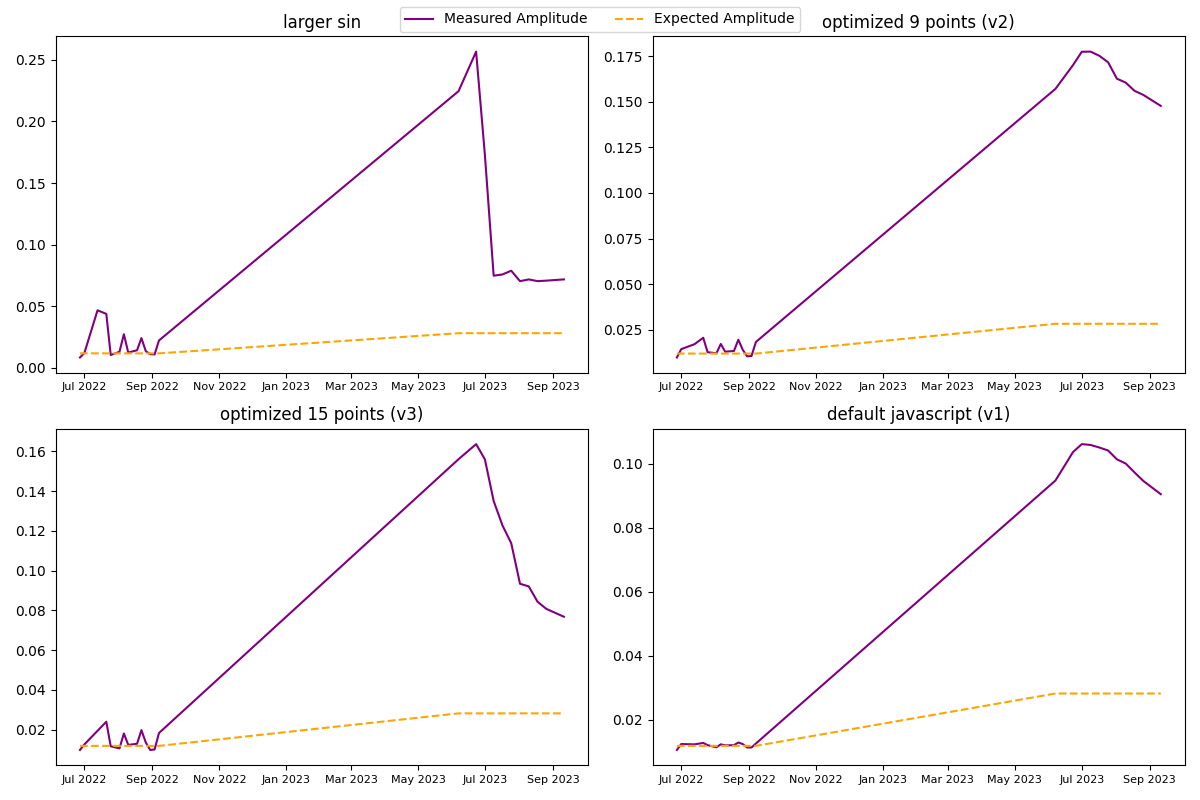 Measured Amplitude Expected Amplitude
larger sin
0.25
0.20
0.15
0.10
0.05
0.00
Jul 2022 Sep 2022 Nov 2022 Jan 2023 Mar 2023 May 2023 Jul 2023 Sep 2023
optimized 9 points (v2)
0.175
0.150
0.125
0.100
0.075
0.050
0.025
Jul 2022 Sep 2022 Nov 2022 Jan 2023 Mar 2023 May 2023 Jul 2023 Sep 2023
optimized 15 points (v3)
0.16
0.14
0.12
0.10
0.08
0.06
0.04
0.02
Jul 2022 Sep 2022 Nov 2022 Jan 2023 Mar 2023 May 2023 Jul 2023 Sep 2023
default javascript (v1)
0.10
0.08
0.06
0.04
0.02
Jul 2022 Sep 2022 Nov 2022 Jan 2023 Mar 2023 May 2023 Jul 2023 Sep 2023